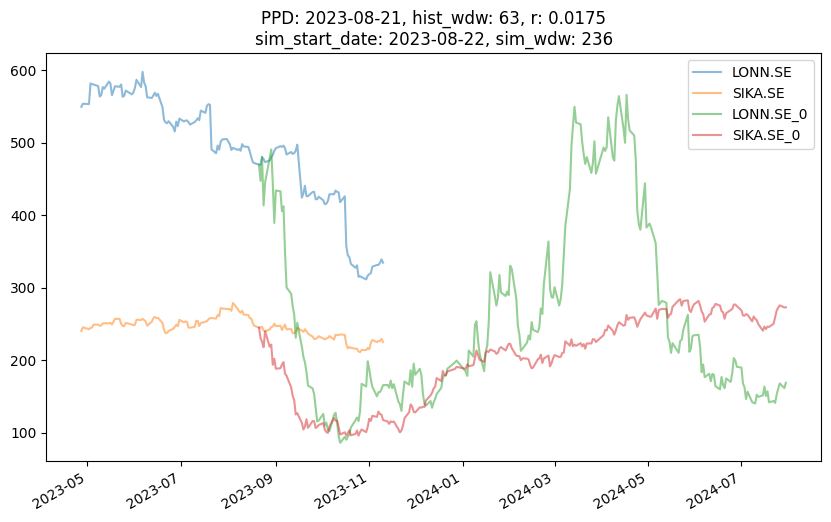 PPD: 2023-08-21, hist_wdw: 63, r: 0.0175
sim_start_date: 2023-08-22, sim_wdw: 236
LONN.SE
SIKA.SE
LONN.SE_0
SIKA.SE_0
600
500
400
300
200
100
2023-05
2023-07
2023-09
2023-11
2024-01
2024-03
2024-05
2024-07